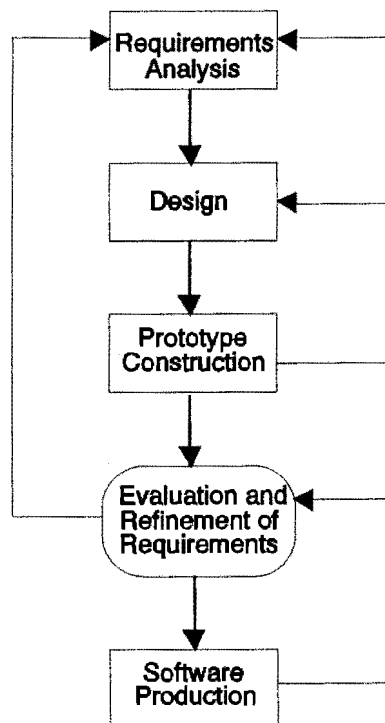 Requirements
Analysis
Design
Prototype
Construction
Evaluation and
Refinement of
Requirements
Software
Production